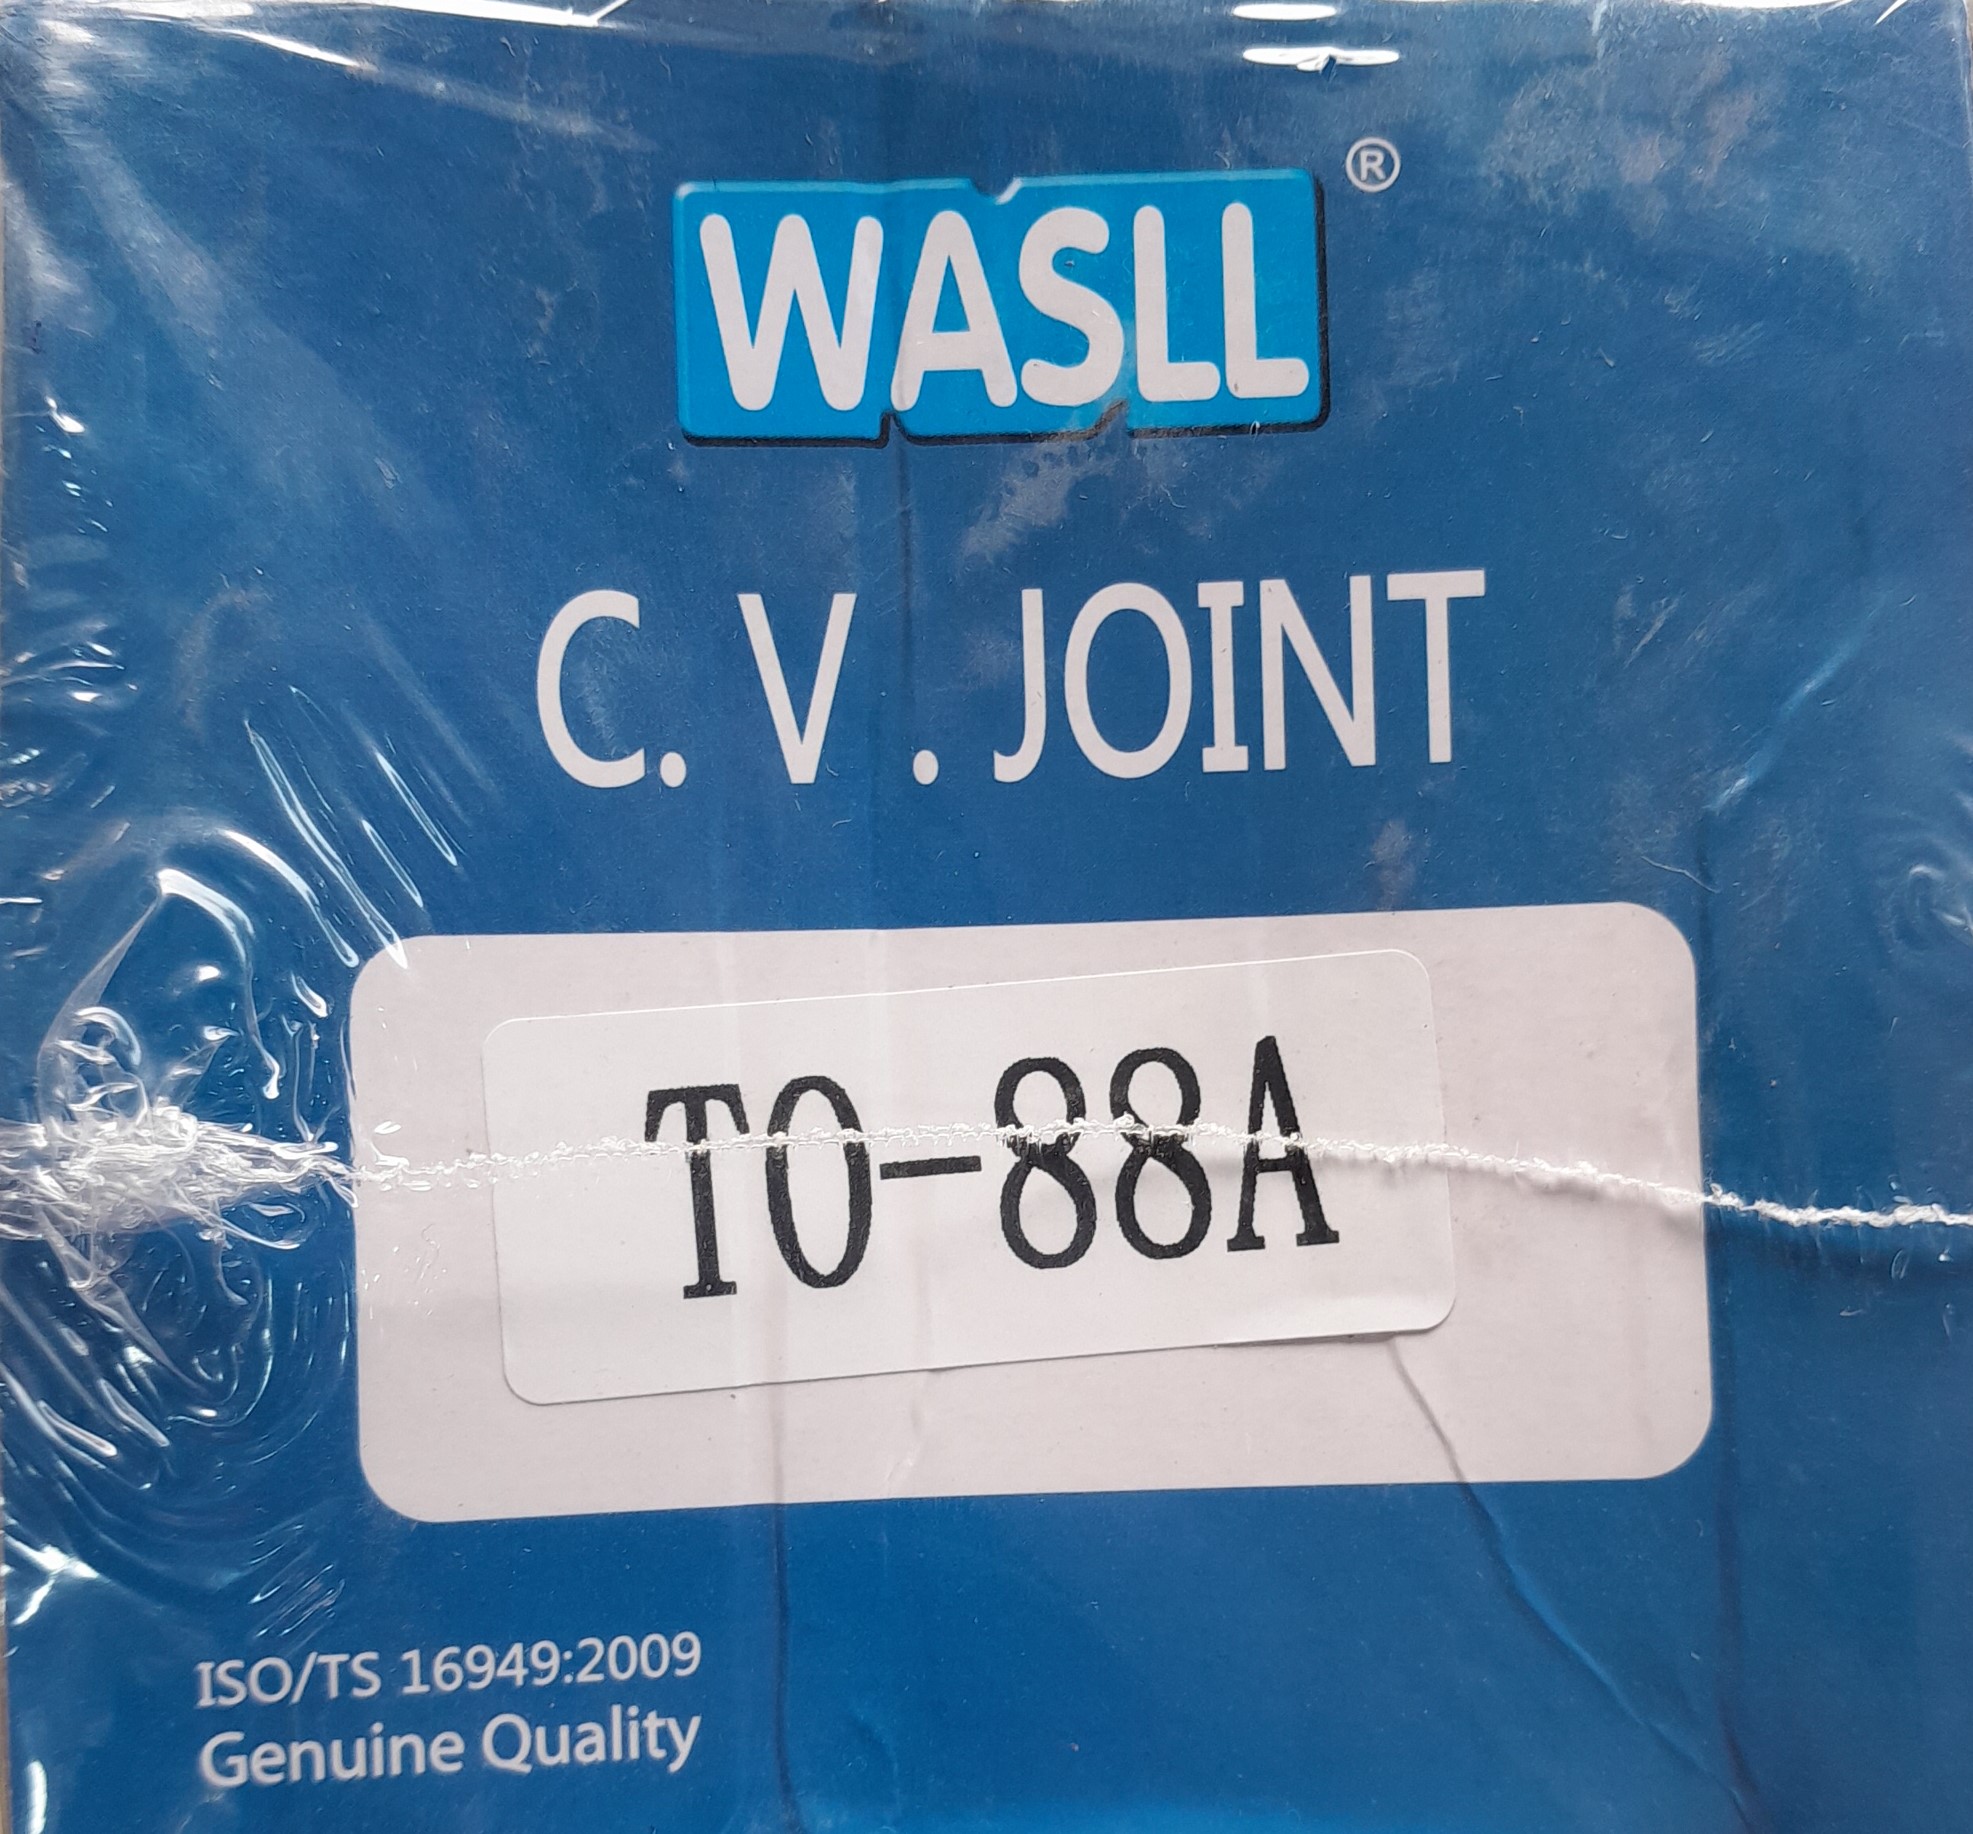 WASLL ®
C. V . JOINT
TO-88A
ISO/TS 16949:2009
Genuine Quality